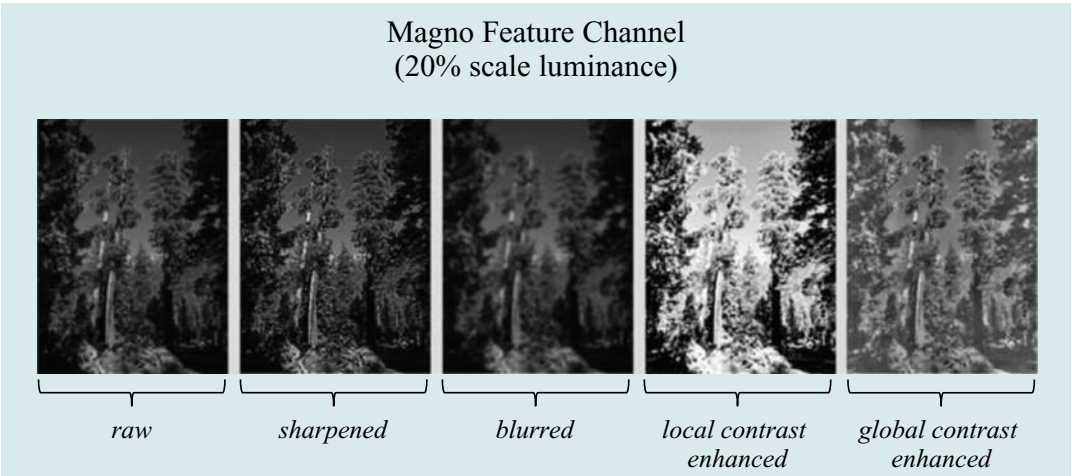 Magno Feature Channel
(20% scale luminance)
raw
sharpened
blurred
local contrast
enhanced
global contrast
enhanced